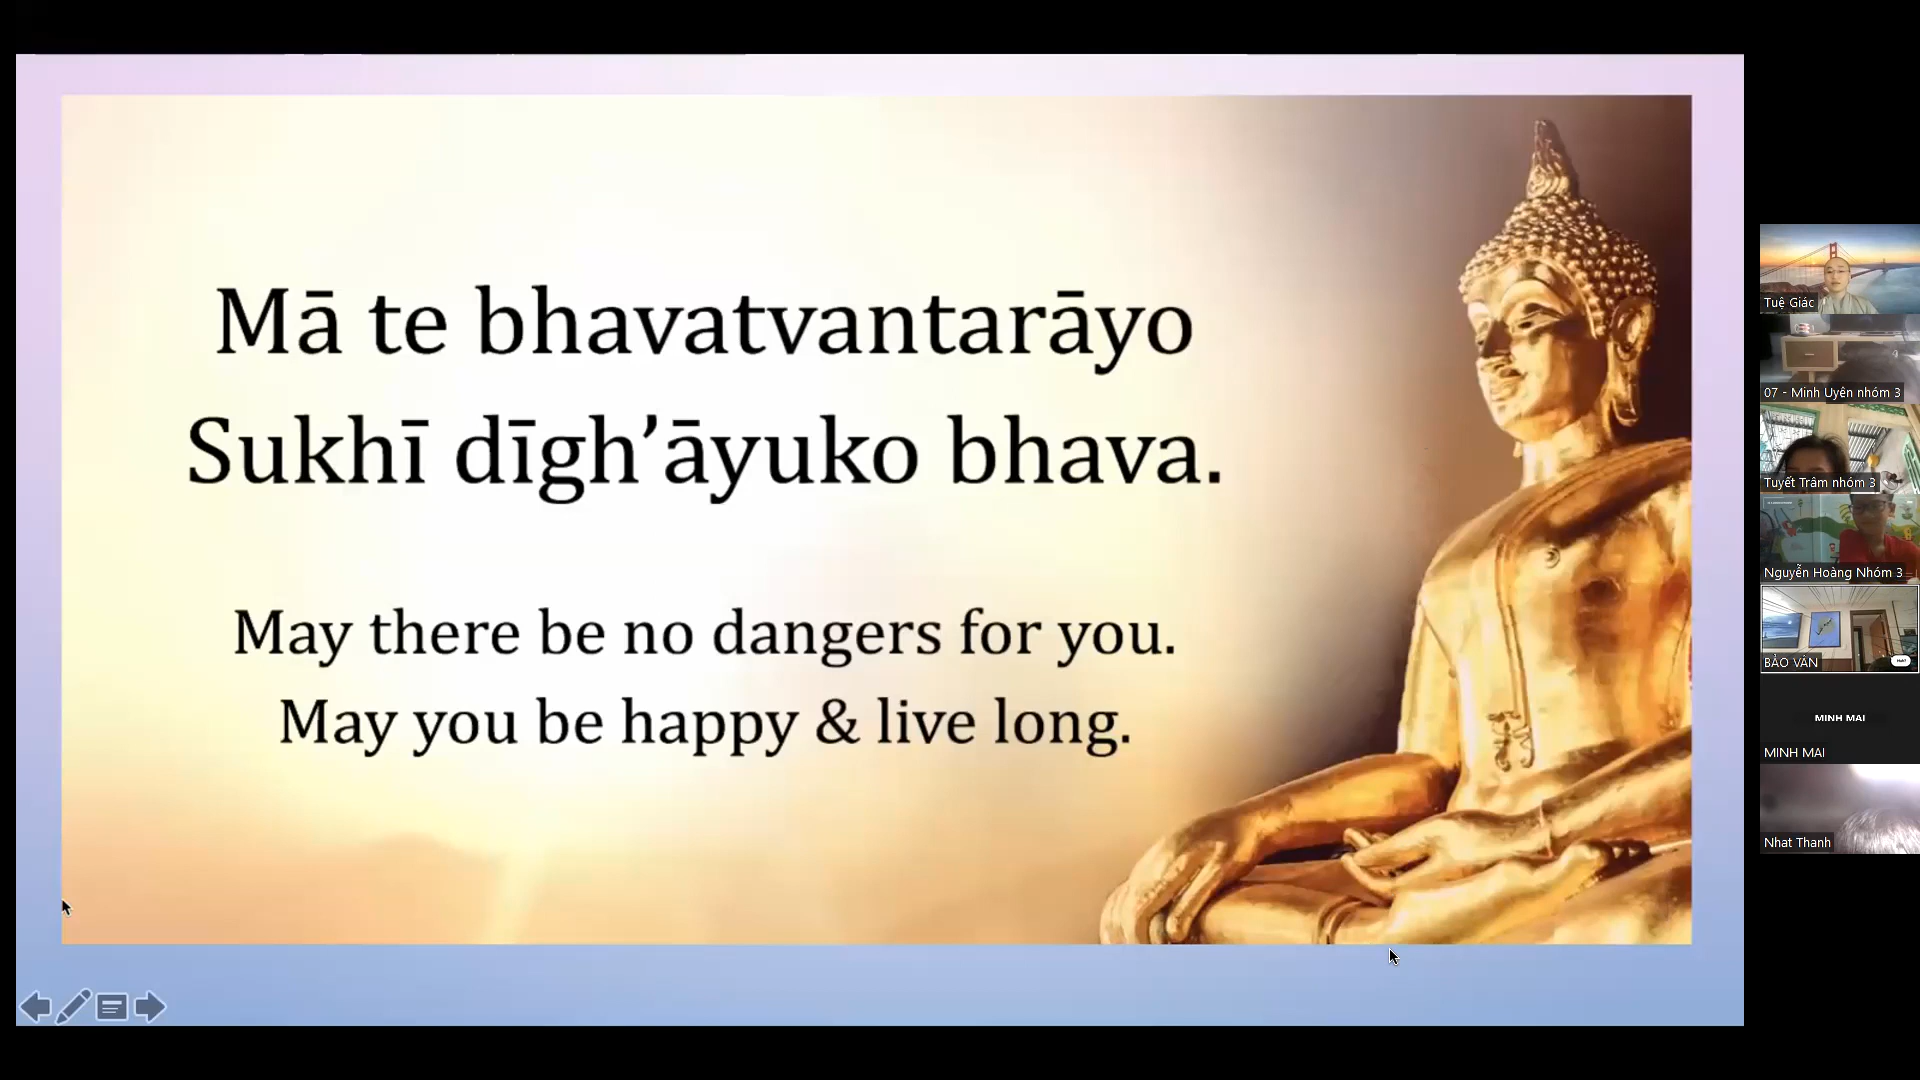 Mā te bhavatvantarāyo
Sukhī dīgh’āyuko bhava.
May there be no dangers for you.
May you be happy & live long.
Tuệ Giác
07 - Minh Uyên nhóm 3
Tuyết Trâm nhóm 3
Nguyễn Hoàng Nhóm 3
BẢO VÂN
MINH MAI
MINH MAI
Nhat Thanh